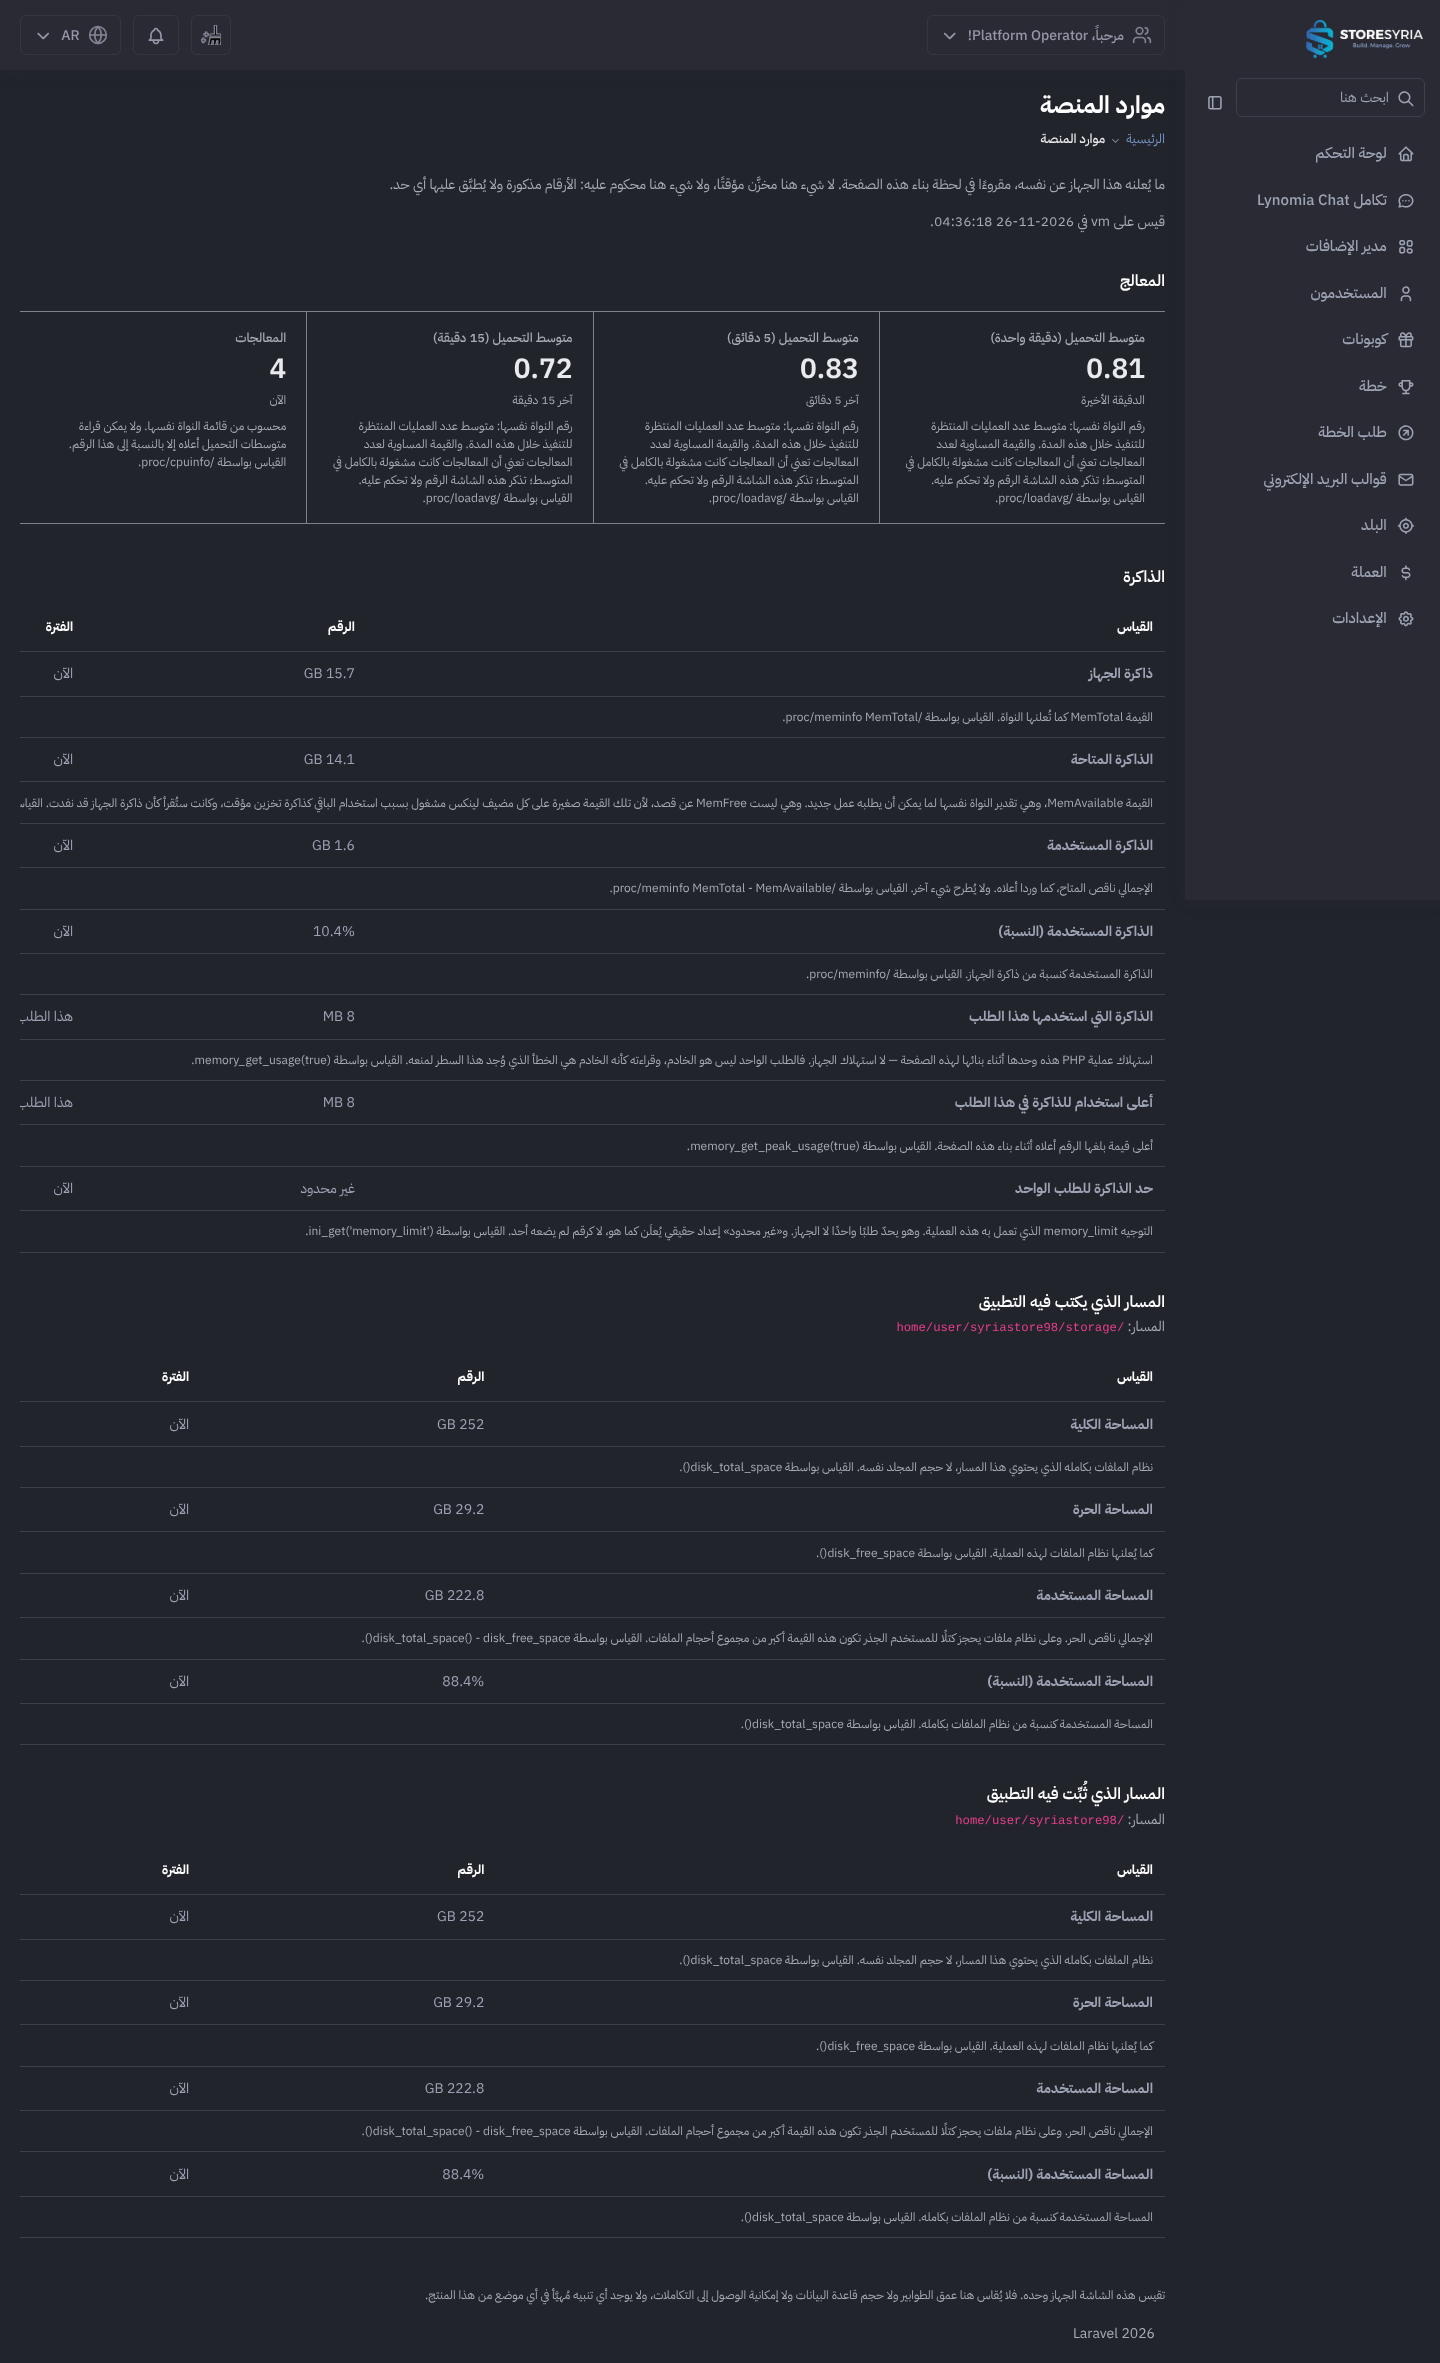 STORESYRIA
Build. Manage. Grow
ابحث هنا
لوحة التحكم
تكامل Lynomia Chat
مدير الإضافات
المستخدمون
كوبونات
خطة
طلب الخطة
قوالب البريد الإلكتروني
البلد
العملة
الإعدادات
مرحباً، Platform Operator!
AR
موارد المنصة
الرئيسية
موارد المنصة
ما يُعلنه هذا الجهاز عن نفسه، مقروءًا في لحظة بناء هذه الصفحة. لا شيء هنا مخزَّن مؤقتًا، ولا شيء هنا محكوم عليه: الأرقام مذكورة ولا يُطبَّق عليها أي حد.
قيس على vm في 2026-11-26 04:36:18.
المعالج
متوسط التحميل (دقيقة واحدة)
0.81
الدقيقة الأخيرة
رقم النواة نفسها: متوسط عدد العمليات المنتظرة
للتنفيذ خلال هذه المدة. والقيمة المساوية لعدد
المعالجات تعني أن المعالجات كانت مشغولة بالكامل في
المتوسط؛ تذكر هذه الشاشة الرقم ولا تحكم عليه.
القياس بواسطة /proc/loadavg.
متوسط التحميل (5 دقائق)
0.83
آخر 5 دقائق
رقم النواة نفسها: متوسط عدد العمليات المنتظرة
للتنفيذ خلال هذه المدة. والقيمة المساوية لعدد
المعالجات تعني أن المعالجات كانت مشغولة بالكامل في
المتوسط؛ تذكر هذه الشاشة الرقم ولا تحكم عليه.
القياس بواسطة /proc/loadavg.
متوسط التحميل (15 دقيقة)
0.72
آخر 15 دقيقة
رقم النواة نفسها: متوسط عدد العمليات المنتظرة
للتنفيذ خلال هذه المدة. والقيمة المساوية لعدد
المعالجات تعني أن المعالجات كانت مشغولة بالكامل في
المتوسط؛ تذكر هذه الشاشة الرقم ولا تحكم عليه.
القياس بواسطة /proc/loadavg.
المعالجات
4
الآن
محسوب من قائمة النواة نفسها. ولا يمكن قراءة
متوسطات التحميل أعلاه إلا بالنسبة إلى هذا الرقم.
القياس بواسطة /proc/cpuinfo.
الذاكرة
القياس الرقم الفترة
ذاكرة الجهاز 15.7 GB الآن
القيمة MemTotal كما تُعلنها النواة. القياس بواسطة /proc/meminfo MemTotal.
الذاكرة المتاحة 14.1 GB الآن
القيمة MemAvailable، وهي تقدير النواة نفسها لما يمكن أن يطلبه عمل جديد. وهي ليست MemFree عن قصد، لأن تلك القيمة صغيرة على كل مضيف لينكس مشغول بسبب استخدام الباقي كذاكرة تخزين مؤقت، وكانت ستُقرأ كأن ذاكرة الجهاز قد نفدت.
الذاكرة المستخدمة 1.6 GB الآن
الإجمالي ناقص المتاح، كما وردا أعلاه. ولا يُطرح شيء آخر. القياس بواسطة /proc/meminfo MemTotal - MemAvailable.
الذاكرة المستخدمة (النسبة) 10.4% الآن
الذاكرة المستخدمة كنسبة من ذاكرة الجهاز. القياس بواسطة /proc/meminfo.
الذاكرة التي استخدمها هذا الطلب 8 MB هذا الطلب
استهلاك عملية PHP هذه وحدها أثناء بنائها لهذه الصفحة — لا استهلاك الجهاز. فالطلب الواحد ليس هو الخادم، وقراءته كأنه الخادم هي الخطأ الذي وُجد هذا السطر لمنعه. القياس بواسطة memory_get_usage(true).
أعلى استخدام للذاكرة في هذا الطلب 8 MB هذا الطلب
أعلى قيمة بلغها الرقم أعلاه أثناء بناء هذه الصفحة. القياس بواسطة memory_get_peak_usage(true).
حد الذاكرة للطلب الواحد غير محدود الآن
التوجيه memory_limit الذي تعمل به هذه العملية. وهو يحدّ طلبًا واحدًا لا الجهاز. و«غير محدود» إعداد حقيقي يُعلَن كما هو، لا كرقم لم يضعه أحد. القياس بواسطة ini_get('memory_limit').
المسار الذي يكتب فيه التطبيق
المسار: /home/user/syriastore98/storage
القياس الرقم الفترة
المساحة الكلية 252 GB الآن
نظام الملفات بكامله الذي يحتوي هذا المسار، لا حجم المجلد نفسه. القياس بواسطة disk_total_space().
المساحة الحرة 29.2 GB الآن
كما يُعلنها نظام الملفات لهذه العملية. القياس بواسطة disk_free_space().
المساحة المستخدمة 222.8 GB الآن
الإجمالي ناقص الحر. وعلى نظام ملفات يحجز كتلًا للمستخدم الجذر تكون هذه القيمة أكبر من مجموع أحجام الملفات. القياس بواسطة disk_total_space() - disk_free_space().
المساحة المستخدمة (النسبة) 88.4% الآن
المساحة المستخدمة كنسبة من نظام الملفات بكامله. القياس بواسطة disk_total_space().
المسار الذي ثُبِّت فيه التطبيق
المسار: /home/user/syriastore98
القياس الرقم الفترة
المساحة الكلية 252 GB الآن
نظام الملفات بكامله الذي يحتوي هذا المسار، لا حجم المجلد نفسه. القياس بواسطة disk_total_space().
المساحة الحرة 29.2 GB الآن
كما يُعلنها نظام الملفات لهذه العملية. القياس بواسطة disk_free_space().
المساحة المستخدمة 222.8 GB الآن
الإجمالي ناقص الحر. وعلى نظام ملفات يحجز كتلًا للمستخدم الجذر تكون هذه القيمة أكبر من مجموع أحجام الملفات. القياس بواسطة disk_total_space() - disk_free_space().
المساحة المستخدمة (النسبة) 88.4% الآن
المساحة المستخدمة كنسبة من نظام الملفات بكامله. القياس بواسطة disk_total_space().
تقيس هذه الشاشة الجهاز وحده. فلا يُقاس هنا عمق الطوابير ولا حجم قاعدة البيانات ولا إمكانية الوصول إلى التكاملات، ولا يوجد أي تنبيه مُهيَّأ في أي موضع من هذا المنتج.
Laravel 2026